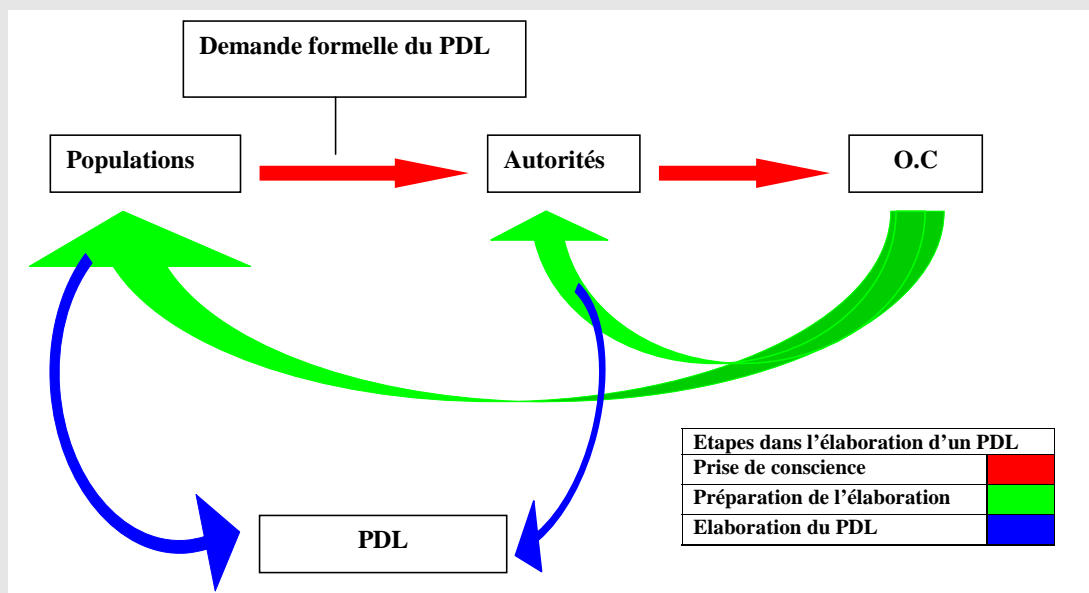 Demande formelle du PDL
Populations
Autorités
O.C
Etapes dans l'élaboration d'un PDL
Prise de conscience
Préparation de l'élaboration
Elaboration du PDL
PDL